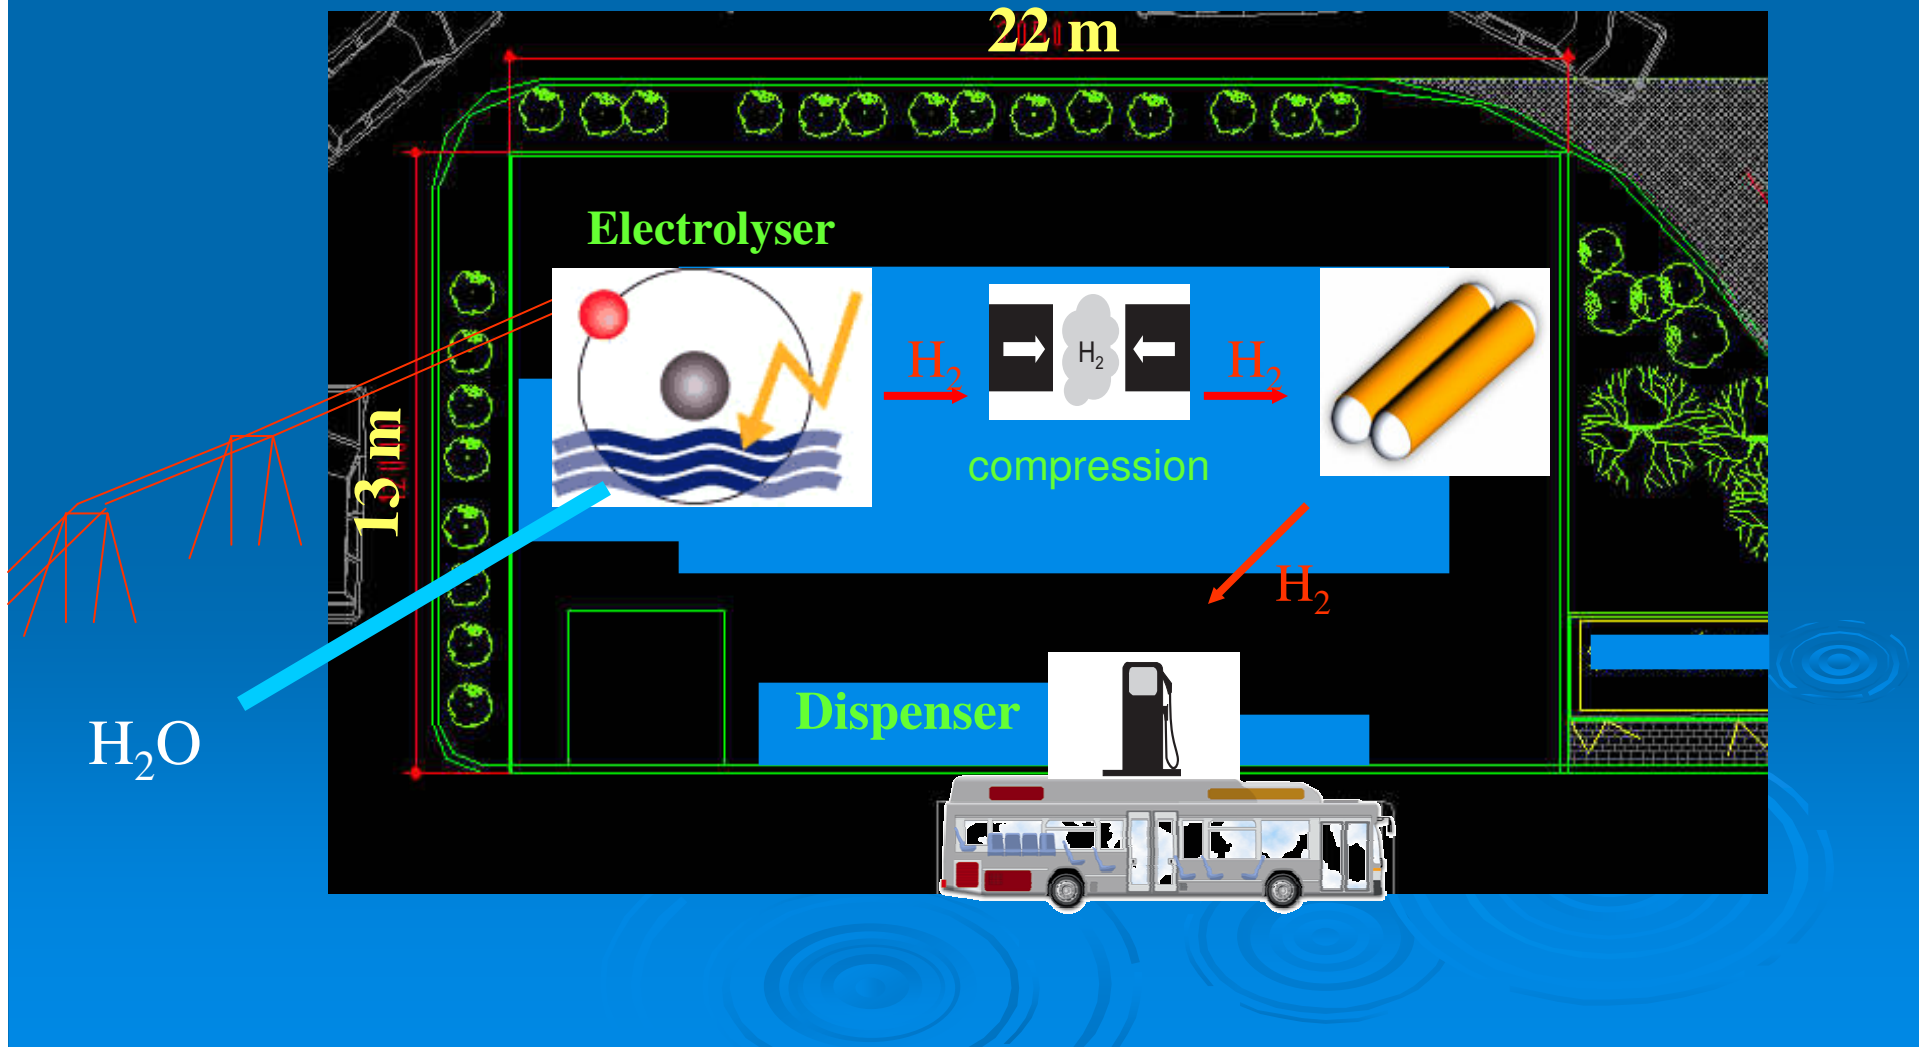 22 m
Electrolyser
H₂
H₂
H₂
compression
13 m
H₂
Dispenser
H₂O